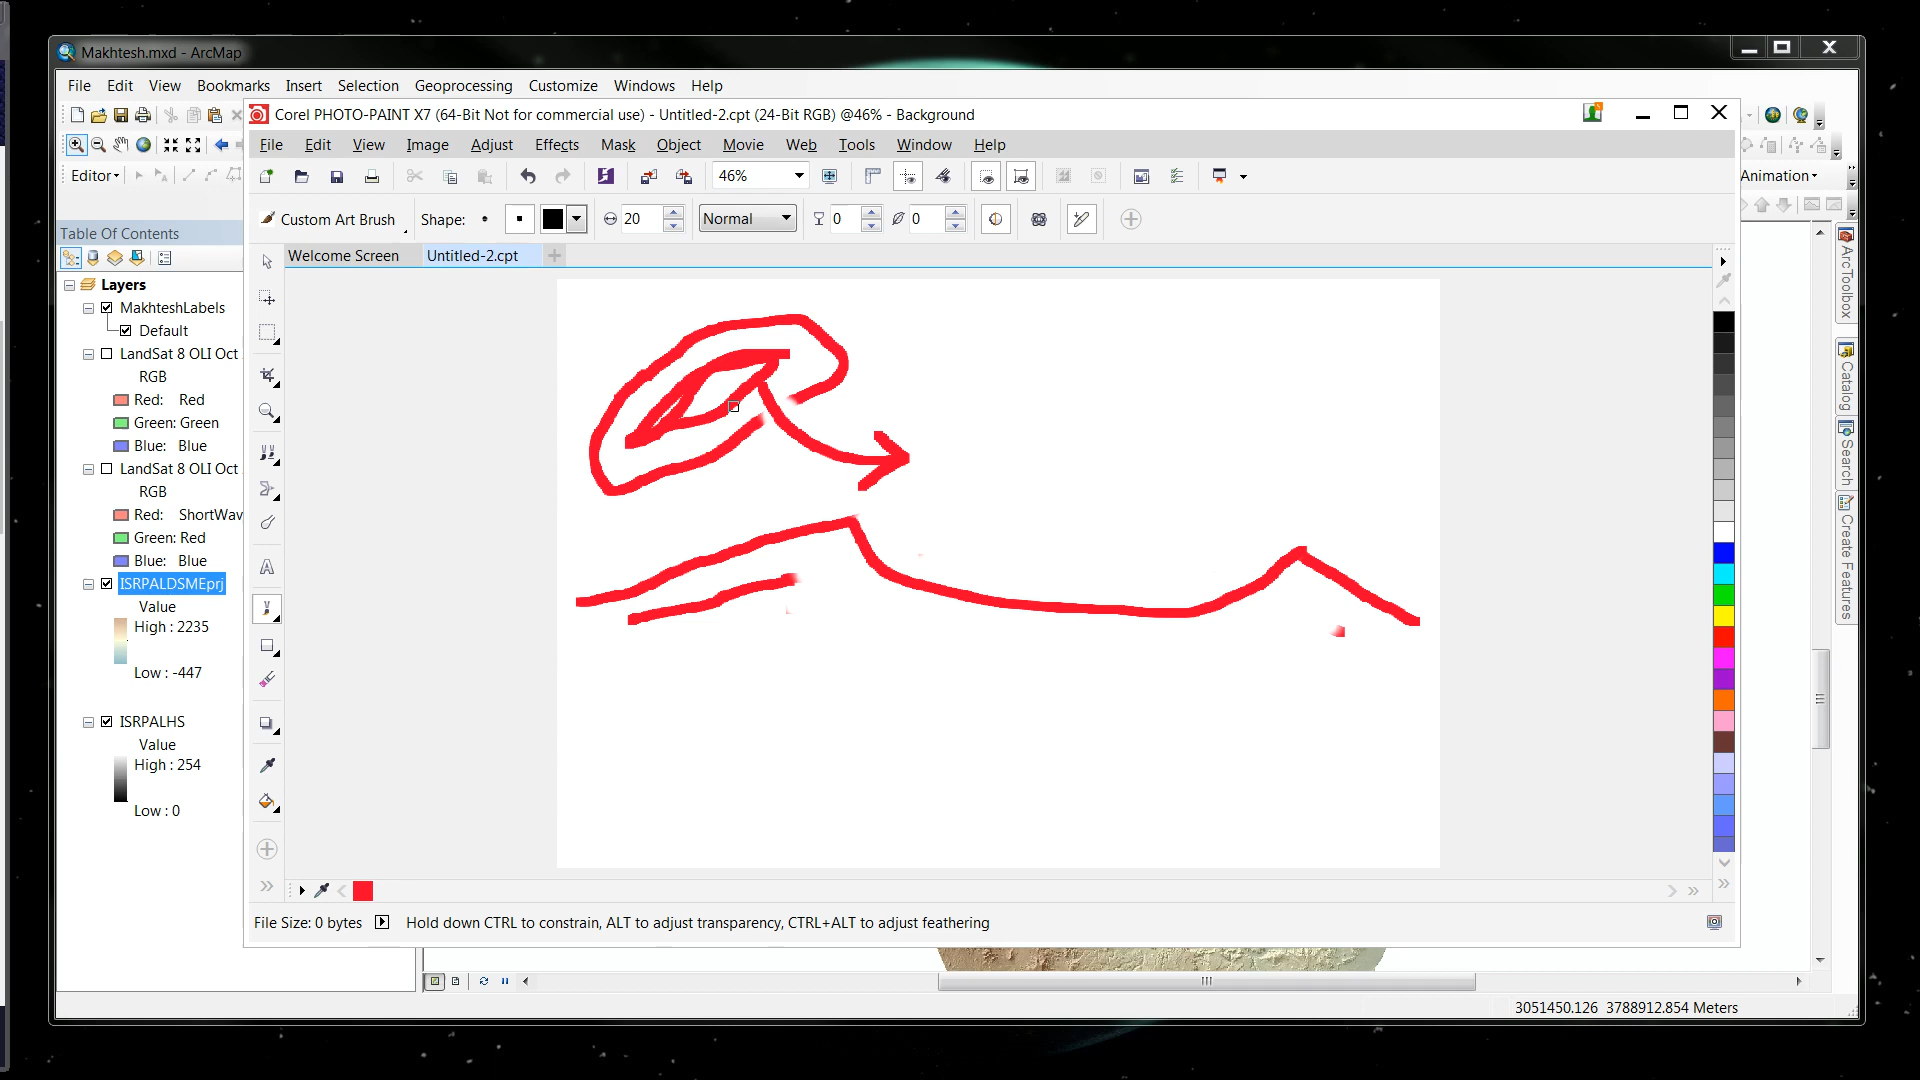 Makhtesh.mxd - ArcMap
File Edit View Bookmarks Insert Selection Geoprocessing Customize Windows Help
Corel PHOTO-PAINT X7 (64-Bit Not for commercial use) - Untitled-2.cpt (24-Bit RGB) @46% - Background
File Edit View Image Adjust Effects Mask Object Movie Web Tools Window Help
Editor
46%
Animation
Custom Art Brush Shape: 20 Normal 0 0
Table Of Contents
Welcome Screen Untitled-2.cpt
Layers
MakhteshLabels
Default
LandSat 8 OLI Oct
RGB
Red: Red
Green: Green
Blue: Blue
LandSat 8 OLI Oct
RGB
Red: ShortWav
Green: Red
Blue: Blue
ISRPALDSMEprj
Value
High : 2235
Low : -447
ISRPALHS
Value
High : 254
Low : 0
ArcToolbox
Catalog
Search
Create Features
File Size: 0 bytes Hold down CTRL to constrain, ALT to adjust transparency, CTRL+ALT to adjust feathering
3051450.126 3788912.854 Meters